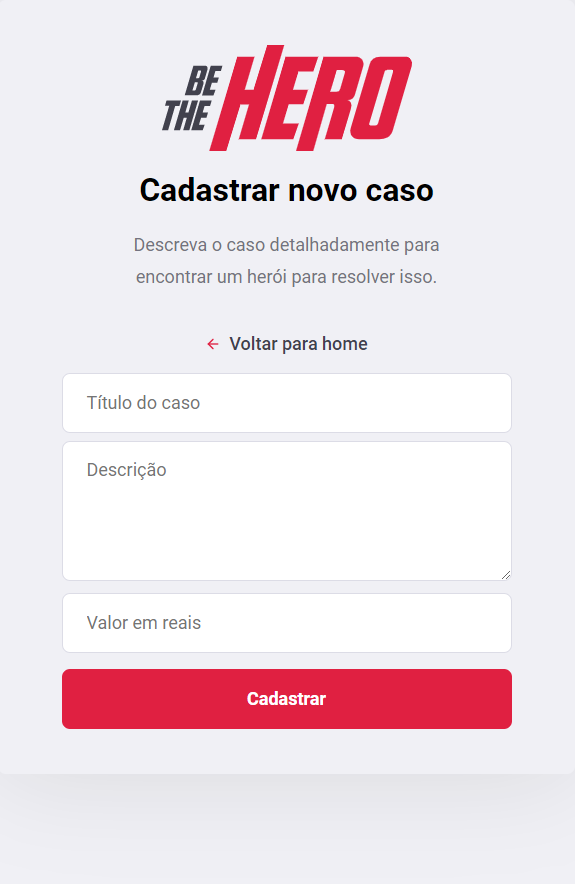 BE
THE
HERO
Cadastrar novo caso
Descreva o caso detalhadamente para
encontrar um herói para resolver isso.
Voltar para home
Título do caso
Descrição
Valor em reais
Cadastrar